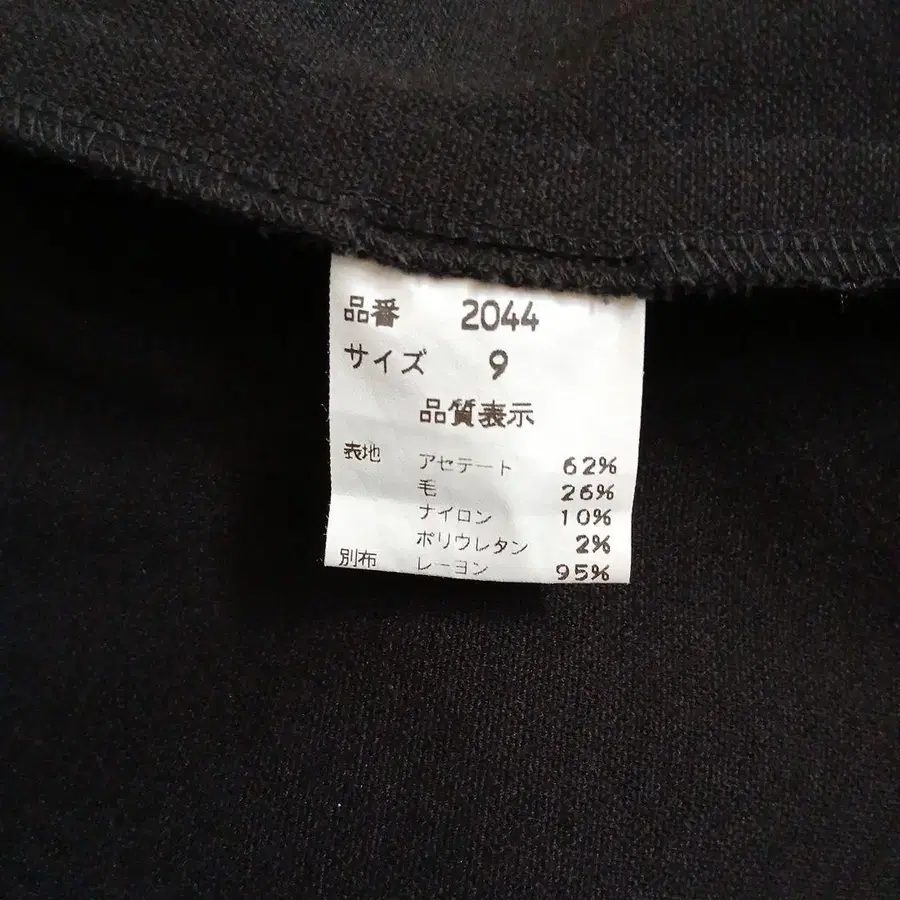 品番 2044
サイズ 9
品質表示
表地 アセテート 62%
毛 26%
ナイロン 10%
ポリウレタン 2%
別布 レーヨン 95%